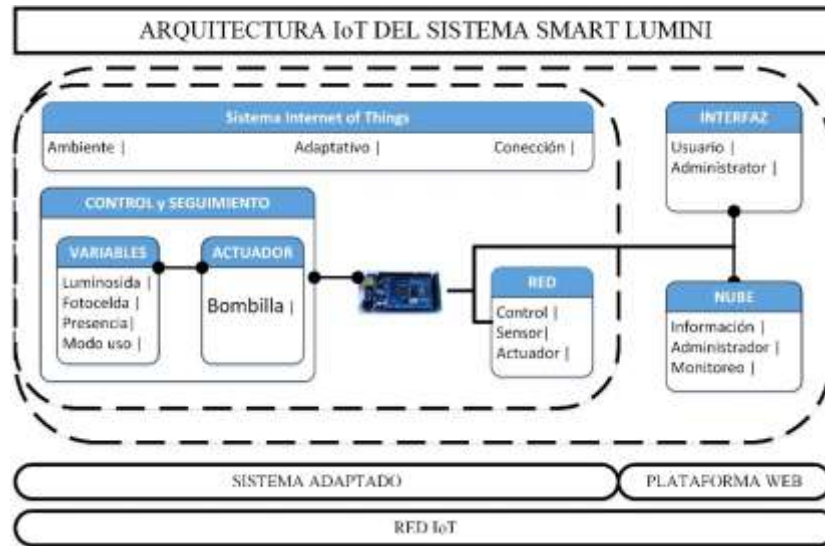 ARQUITECTURA IoT DEL SISTEMA SMART LUMINI
Sistema Internet of Things
Ambiente |
Adaptativo |
Conección |
CONTROL y SEGUIMIENTO
VARIABLES
Luminosida |
Fotocelda |
Presencia|
Modo uso |
ACTUADOR
Bombilla |
RED
Control |
Sensor|
Actuador |
INTERFAZ
Usuario |
Administrator |
NUBE
Información |
Administrador |
Monitoreo |
SISTEMA ADAPTADO
PLATAFORMA WEB
RED IoT